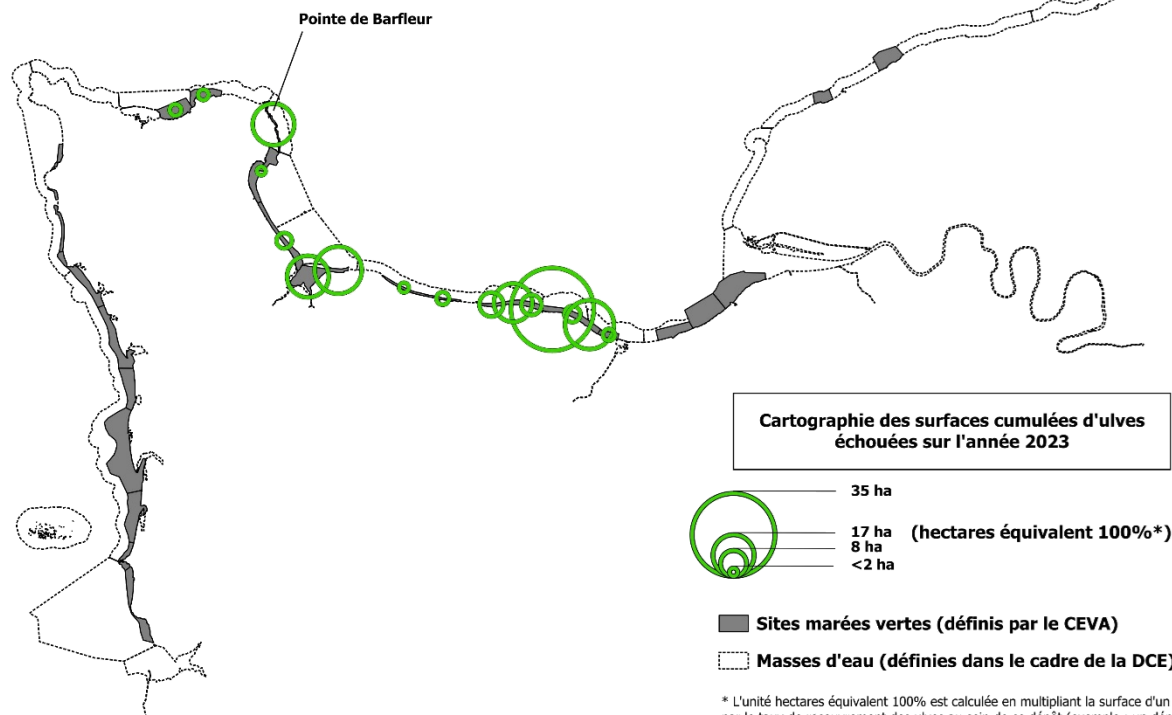 Pointe de Barfleur
Cartographie des surfaces cumulées d'ulves
échouées sur l'année 2023
35 ha
17 ha (hectares équivalent 100%*)
8 ha
<2 ha
Sites marées vertes (définis par le CEVA)
Masses d'eau (définies dans le cadre de la DCE)
* L'unité hectares équivalent 100% est calculée en multipliant la surface d'un